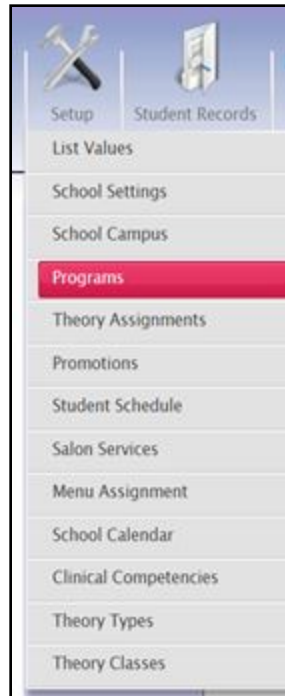 Setup Student Records
List Values
School Settings
School Campus
Programs
Theory Assignments
Promotions
Student Schedule
Salon Services
Menu Assignment
School Calendar
Clinical Competencies
Theory Types
Theory Classes